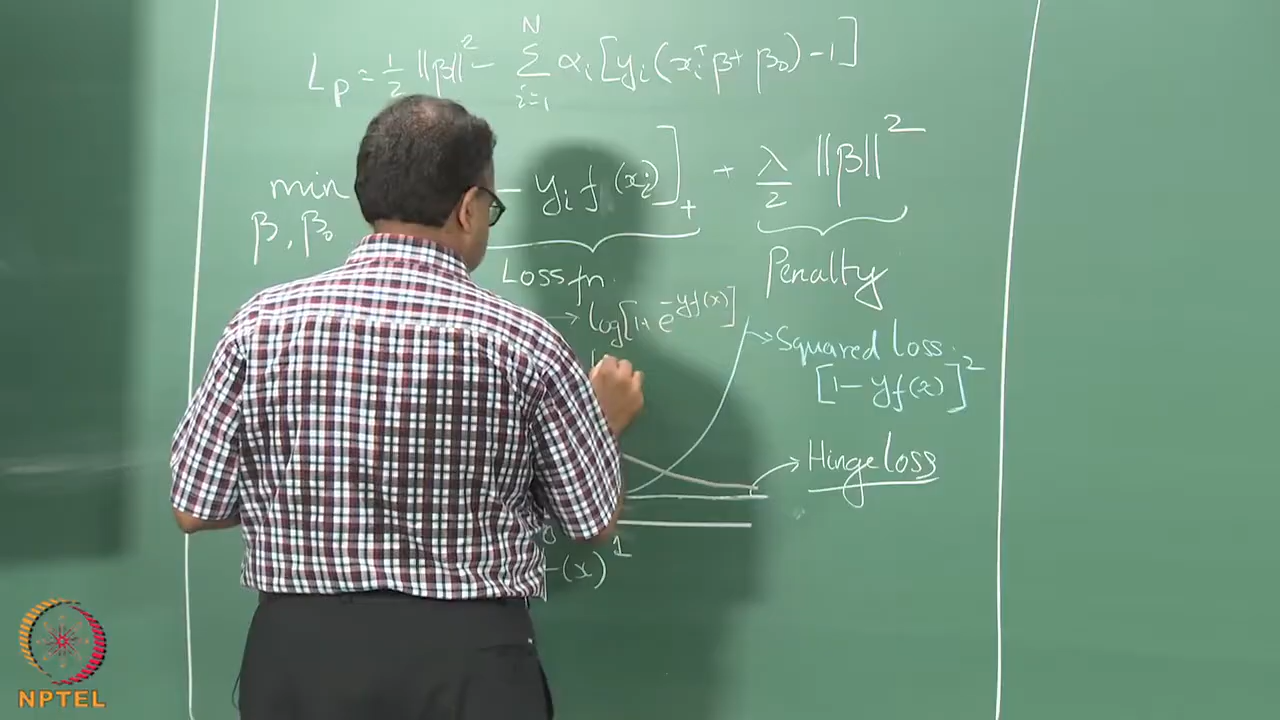 L_p = 1/2 ||β||² - Σ_{i=1}^{N} α_i [y_i (x_i^T β + β_0) - 1]
min β, β_0 - y_i f(x_i)]_+ + λ/2 ||β||²
Loss fn.
Penalty
→ log[1+ e^{-yf(x)}]
→ Squared loss.
[1 - yf(x)]²
→ Hinge loss
1
(x)
NPTEL